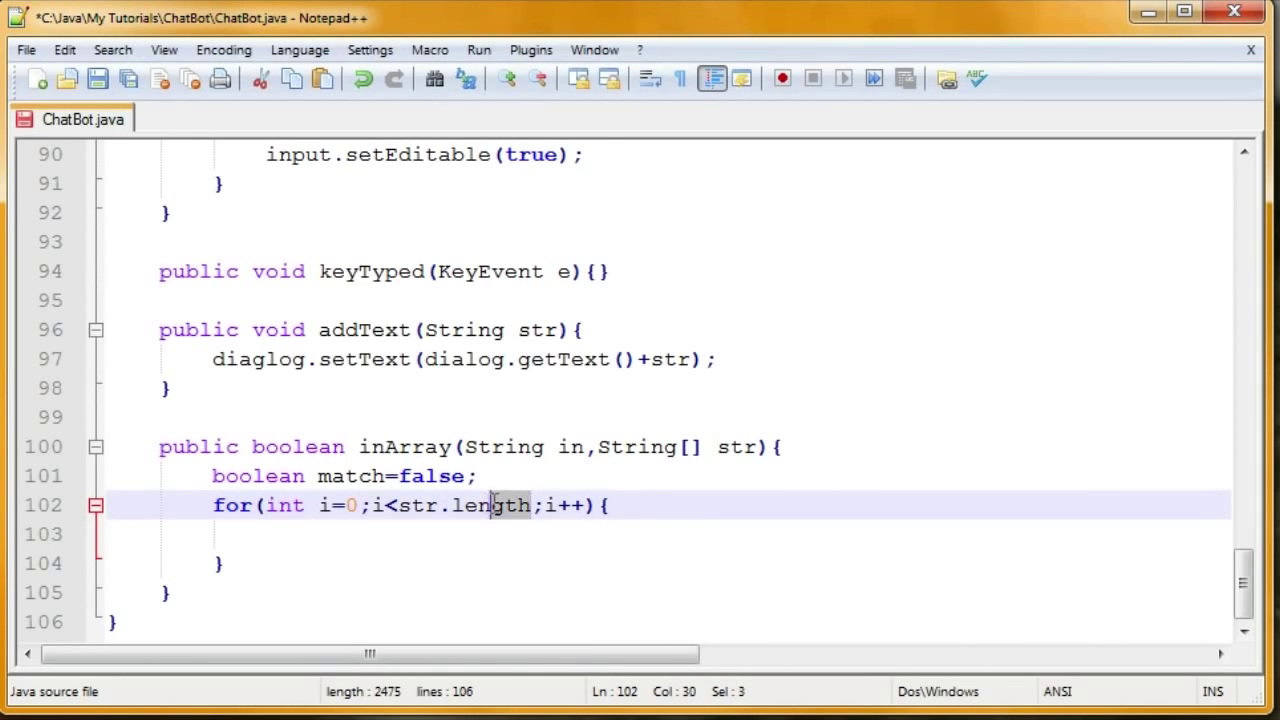 *C:\Java\My Tutorials\ChatBot\ChatBot.java - Notepad++
File Edit Search View Encoding Language Settings Macro Run Plugins Window ? X
ABC
ChatBot.java
90 input.setEditable(true);
91 }
92 }
93
94 public void keyTyped(KeyEvent e){}
95
96 public void addText(String str){
97 diaglog.setText(dialog.getText()+str);
98 }
99
100 public boolean inArray(String in,String[] str){
101 boolean match=false;
102 for(int i=0;i<str.length;i++){
103
104 }
105 }
106 }
Java source file length : 2475 lines : 106 Ln : 102 Col : 30 Sel : 3 Dos\Windows ANSI INS